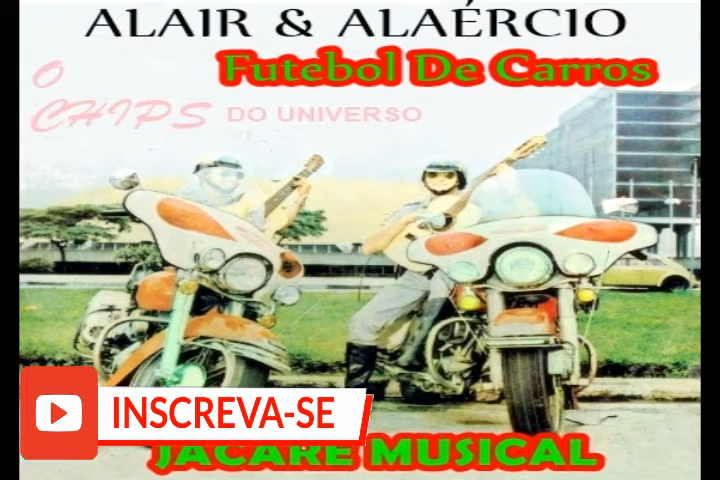 ALAIR & ALAÉRCIO
Futebol De Carros
O
CHIPS DO UNIVERSO
INSCREVA-SE
JACARÉ MUSICAL